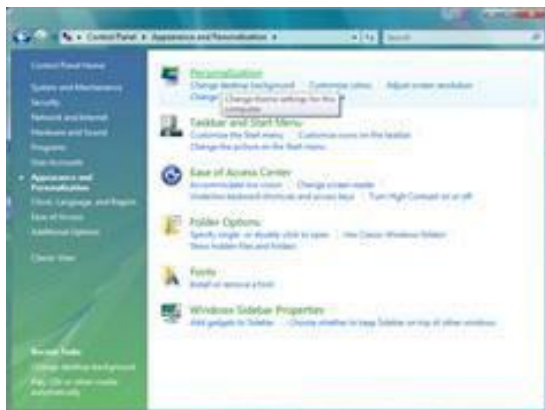 Control Panel ▸ Appearance and Personalization ▸
Search
Control Panel Home
System and Maintenance
Security
Network and Internet
Hardware and Sound
Programs
User Accounts
Appearance and
Personalization
Clock, Language, and Region
Ease of Access
Additional Options
Classic View
Recent Tasks
Change desktop background
Play CDs or other media
automatically
Personalization
Change desktop background
Customize colors
Adjust screen resolution
Change
Change theme settings for this
computer.
Taskbar and Start Menu
Customize the Start menu
Customize icons on the taskbar
Change the picture on the Start menu
Ease of Access Center
Accommodate low vision
Change screen reader
Underline keyboard shortcuts and access keys
Turn High Contrast on or off
Folder Options
Specify single- or double-click to open
Use Classic Windows folders
Show hidden files and folders
Fonts
Install or remove a font
Windows Sidebar Properties
Add gadgets to Sidebar
Choose whether to keep Sidebar on top of other windows